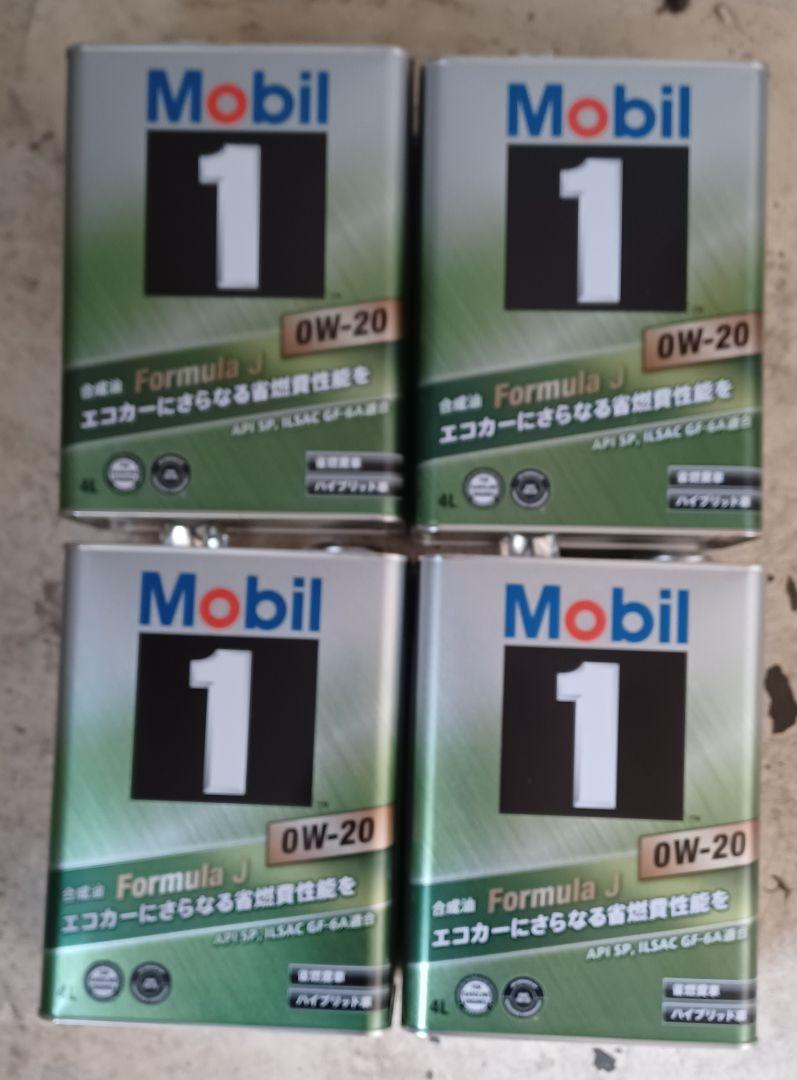 Mobil
1
0W-20
合成油 Formula J
エコカーにさらなる省燃費性能を
API SP, ILSAC GF-6A適合
4L
省燃費車
ハイブリッド車
Mobil
1
0W-20
合成油 Formula J
エコカーにさらなる省燃費性能を
API SP, ILSAC GF-6A適合
4L
省燃費車
ハイブリッド車
Mobil
1
0W-20
合成油 Formula J
エコカーにさらなる省燃費性能を
API SP, ILSAC GF-6A適合
4L
省燃費車
ハイブリッド車
Mobil
1
0W-20
合成油 Formula J
エコカーにさらなる省燃費性能を
API SP, ILSAC GF-6A適合
4L
省燃費車
ハイブリッド車